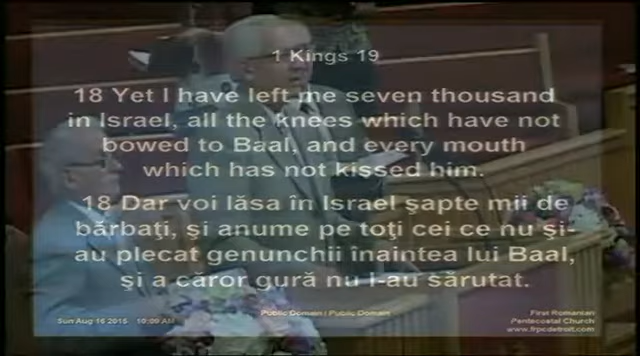 1 Kings 19
18 Yet I have left me seven thousand
in Israel, all the knees which have not
bowed to Baal, and every mouth
which has not kissed him.
18 Dar voi lăsa în Israel şapte mii de
bărbaţi, şi anume pe toţi cei ce nu şi-
au plecat genunchii înaintea lui Baal,
şi a căror gură nu l-au sărutat.
Public Domain | Public Domain
Sun Aug 16 2015 10:20 AM
First Romanian
Pentecostal Church
www.frpcdetroit.com